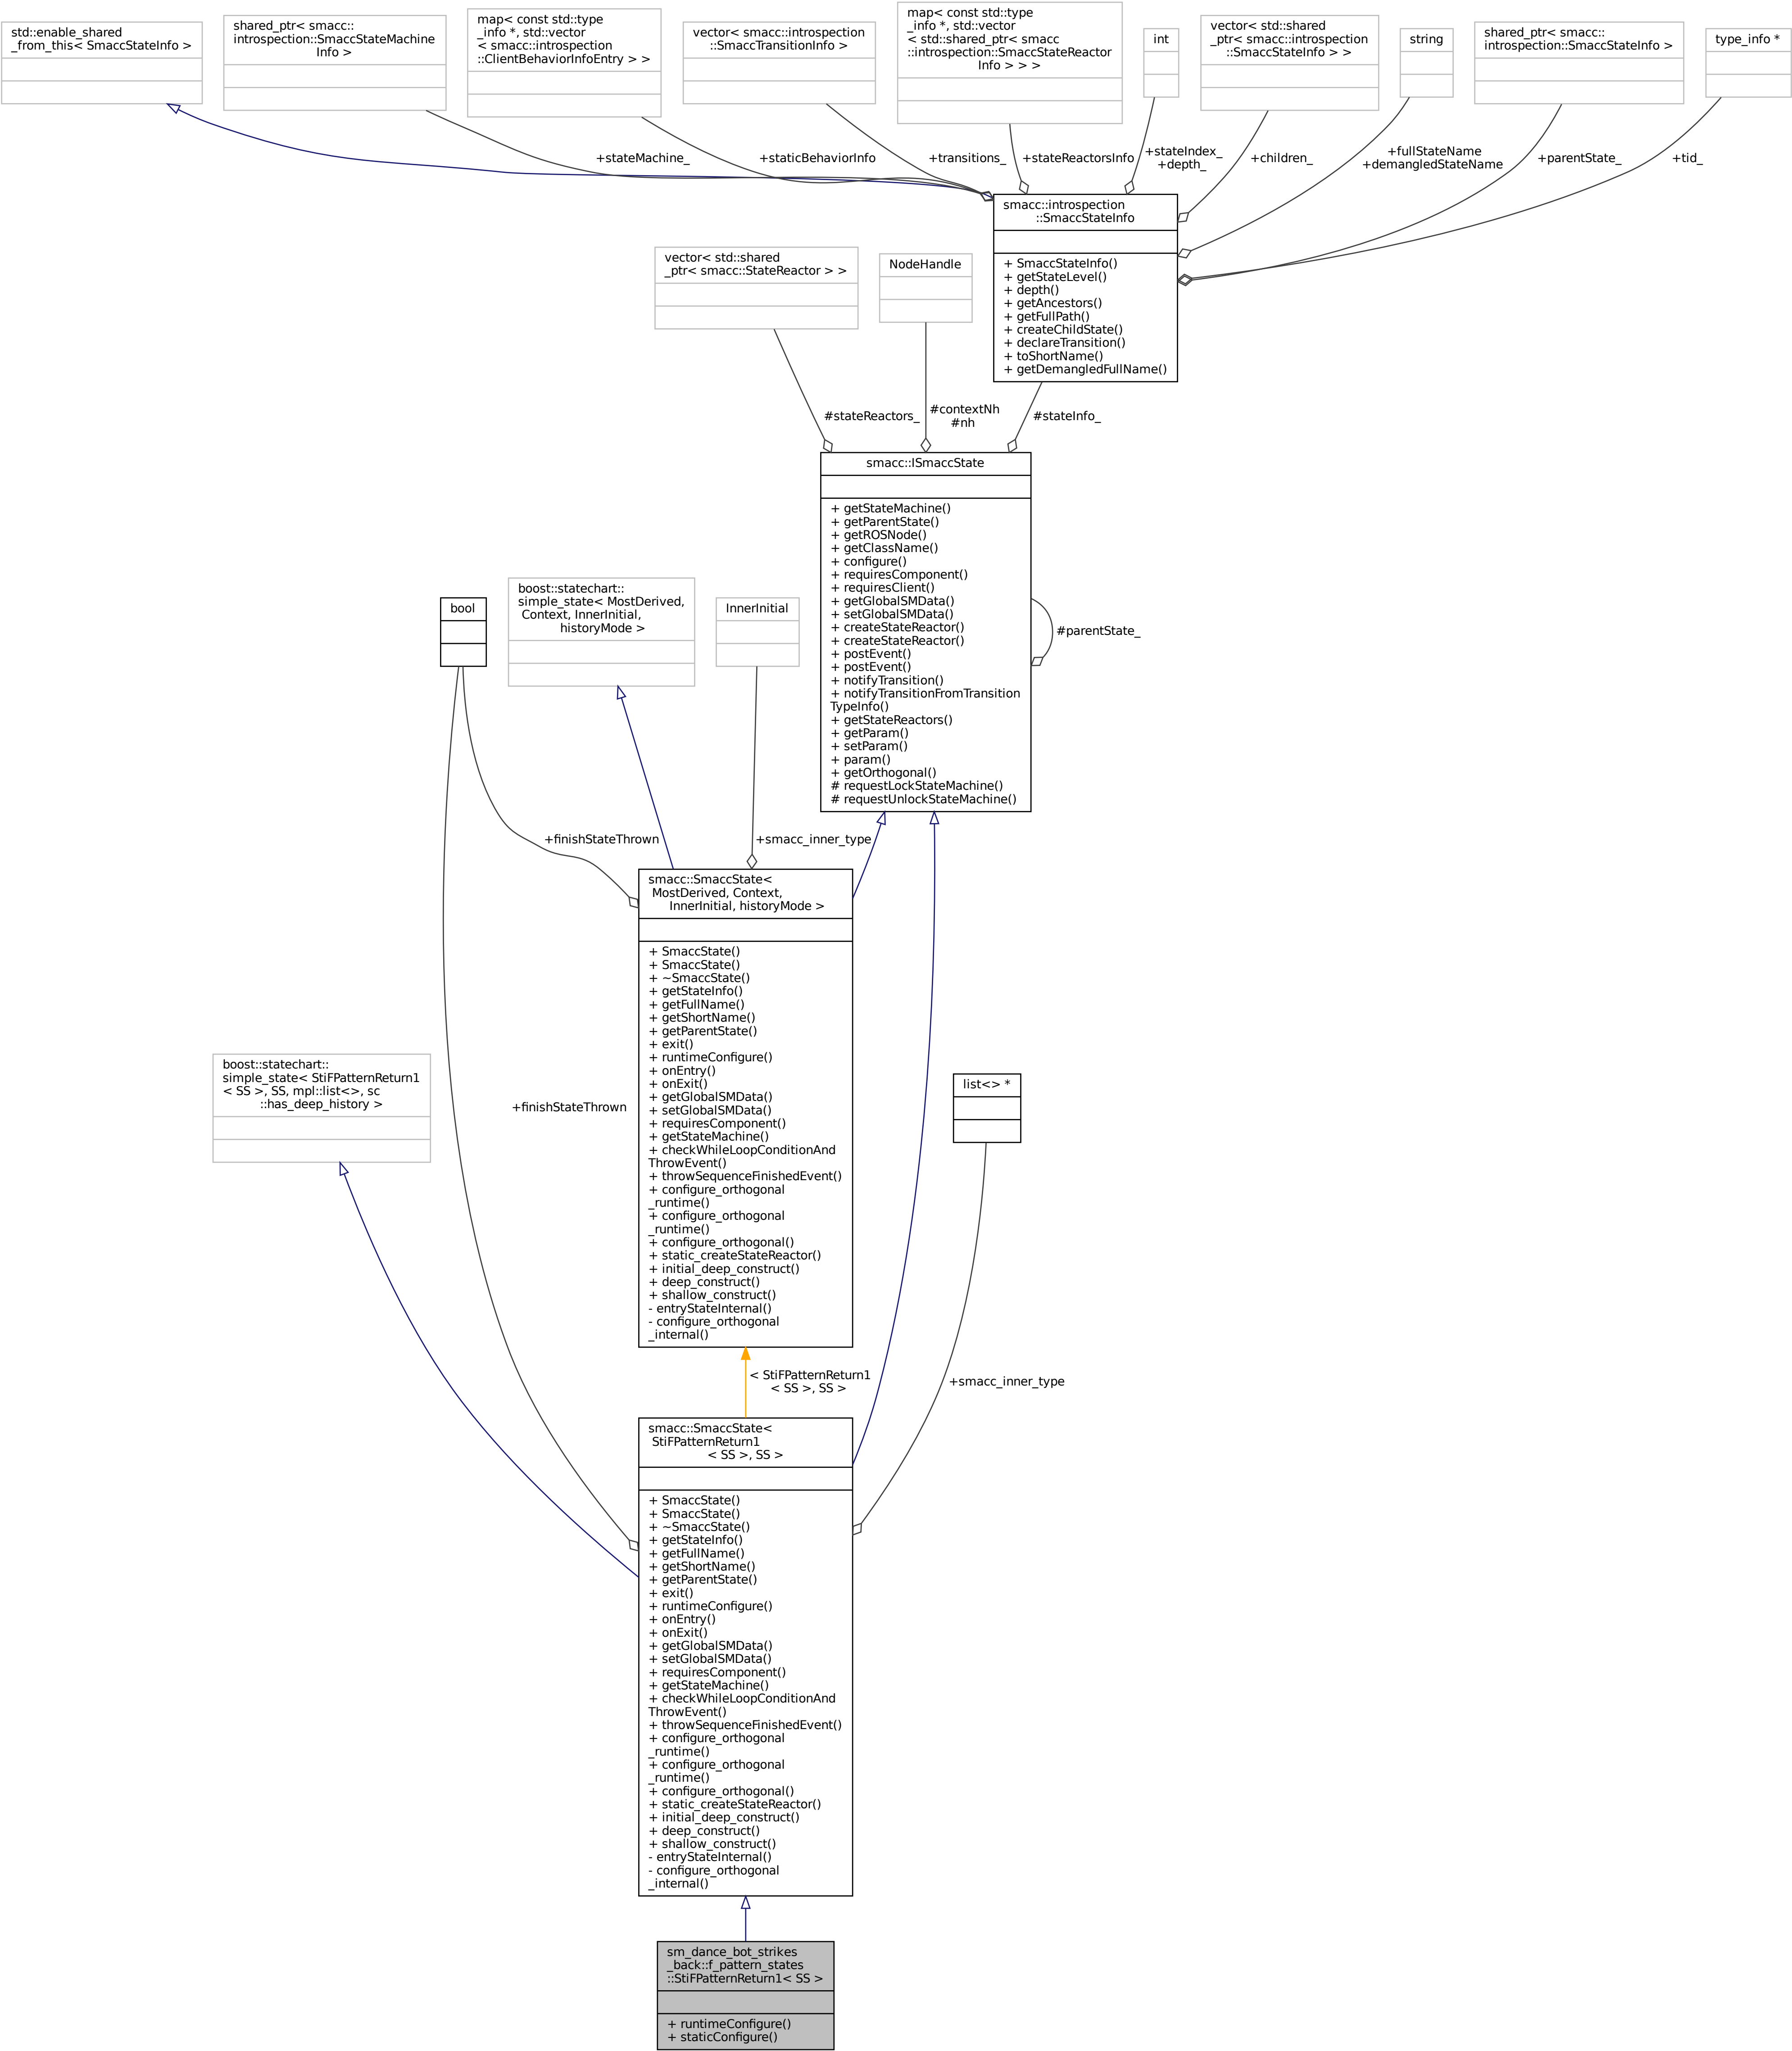 std::enable_shared
_from_this< SmaccStateInfo >
shared_ptr< smacc::
introspection::SmaccStateMachine
Info >
map< const std::type
_info *, std::vector
< smacc::introspection
::ClientBehaviorInfoEntry > >
vector< smacc::introspection
::SmaccTransitionInfo >
map< const std::type
_info *, std::vector
< std::shared_ptr< smacc
::introspection::SmaccStateReactor
Info > > >
int
vector< std::shared
_ptr< smacc::introspection
::SmaccStateInfo > >
string
shared_ptr< smacc::
introspection::SmaccStateInfo >
type_info *
+stateMachine_
+staticBehaviorInfo
+transitions_
+stateReactorsInfo
+stateIndex_
+depth_
+children_
+fullStateName
+demangledStateName
+parentState_
+tid_
smacc::introspection
::SmaccStateInfo
+ SmaccStateInfo()
+ getStateLevel()
+ depth()
+ getAncestors()
+ getFullPath()
+ createChildState()
+ declareTransition()
+ toShortName()
+ getDemangledFullName()
vector< std::shared
_ptr< smacc::StateReactor > >
NodeHandle
#stateReactors_
#contextNh
#nh
#stateInfo_
smacc::ISmaccState
+ getStateMachine()
+ getParentState()
+ getROSNode()
+ getClassName()
+ configure()
+ requiresComponent()
+ requiresClient()
+ getGlobalSMData()
+ setGlobalSMData()
+ createStateReactor()
+ createStateReactor()
+ postEvent()
+ postEvent()
+ notifyTransition()
+ notifyTransitionFromTransition
TypeInfo()
+ getStateReactors()
+ getParam()
+ setParam()
+ param()
+ getOrthogonal()
# requestLockStateMachine()
# requestUnlockStateMachine()
#parentState_
bool
boost::statechart::
simple_state< MostDerived,
Context, InnerInitial,
historyMode >
InnerInitial
+finishStateThrown
+smacc_inner_type
smacc::SmaccState<
MostDerived, Context,
InnerInitial, historyMode >
+ SmaccState()
+ SmaccState()
+ ~SmaccState()
+ getStateInfo()
+ getFullName()
+ getShortName()
+ getParentState()
+ exit()
+ runtimeConfigure()
+ onEntry()
+ onExit()
+ getGlobalSMData()
+ setGlobalSMData()
+ requiresComponent()
+ getStateMachine()
+ checkWhileLoopConditionAnd
ThrowEvent()
+ throwSequenceFinishedEvent()
+ configure_orthogonal
_runtime()
+ configure_orthogonal
_runtime()
+ configure_orthogonal()
+ static_createStateReactor()
+ initial_deep_construct()
+ deep_construct()
+ shallow_construct()
- entryStateInternal()
- configure_orthogonal
_internal()
boost::statechart::
simple_state< StiFPatternReturn1
< SS >, SS, mpl::list<>, sc
::has_deep_history >
+finishStateThrown
list<> *
< StiFPatternReturn1
< SS >, SS >
+smacc_inner_type
smacc::SmaccState<
StiFPatternReturn1
< SS >, SS >
+ SmaccState()
+ SmaccState()
+ ~SmaccState()
+ getStateInfo()
+ getFullName()
+ getShortName()
+ getParentState()
+ exit()
+ runtimeConfigure()
+ onEntry()
+ onExit()
+ getGlobalSMData()
+ setGlobalSMData()
+ requiresComponent()
+ getStateMachine()
+ checkWhileLoopConditionAnd
ThrowEvent()
+ throwSequenceFinishedEvent()
+ configure_orthogonal
_runtime()
+ configure_orthogonal
_runtime()
+ configure_orthogonal()
+ static_createStateReactor()
+ initial_deep_construct()
+ deep_construct()
+ shallow_construct()
- entryStateInternal()
- configure_orthogonal
_internal()
sm_dance_bot_strikes
_back::f_pattern_states
::StiFPatternReturn1< SS >
+ runtimeConfigure()
+ staticConfigure()